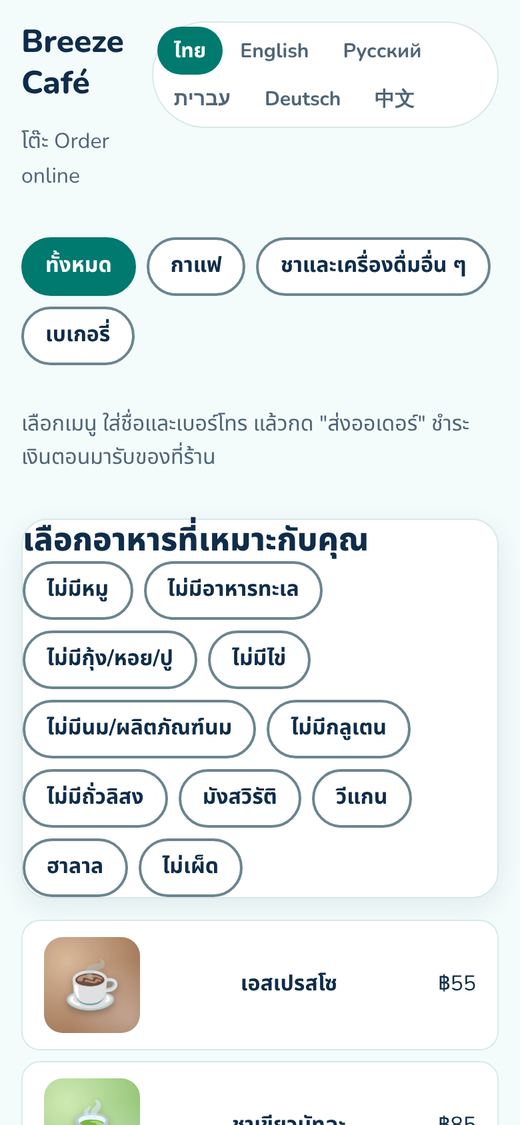 Breeze
Café
โต๊ะ Order
online
ไทย English Русский
עברית Deutsch 中文
ทั้งหมด กาแฟ ชาและเครื่องดื่มอื่น ๆ
เบเกอรี่
เลือกเมนู ใส่ชื่อและเบอร์โทร แล้วกด "ส่งออเดอร์" ชำระ
เงินตอนมารับของที่ร้าน
เลือกอาหารที่เหมาะกับคุณ
ไม่มีหมู ไม่มีอาหารทะเล
ไม่มีกุ้ง/หอย/ปู ไม่มีไข่
ไม่มีนม/ผลิตภัณฑ์นม ไม่มีกลูเตน
ไม่มีถั่วลิสง มังสวิรัติ วีแกน
ฮาลาล ไม่เผ็ด
เอสเปรสโซ ฿55
ชาเขียวมัทฉะ ฿85